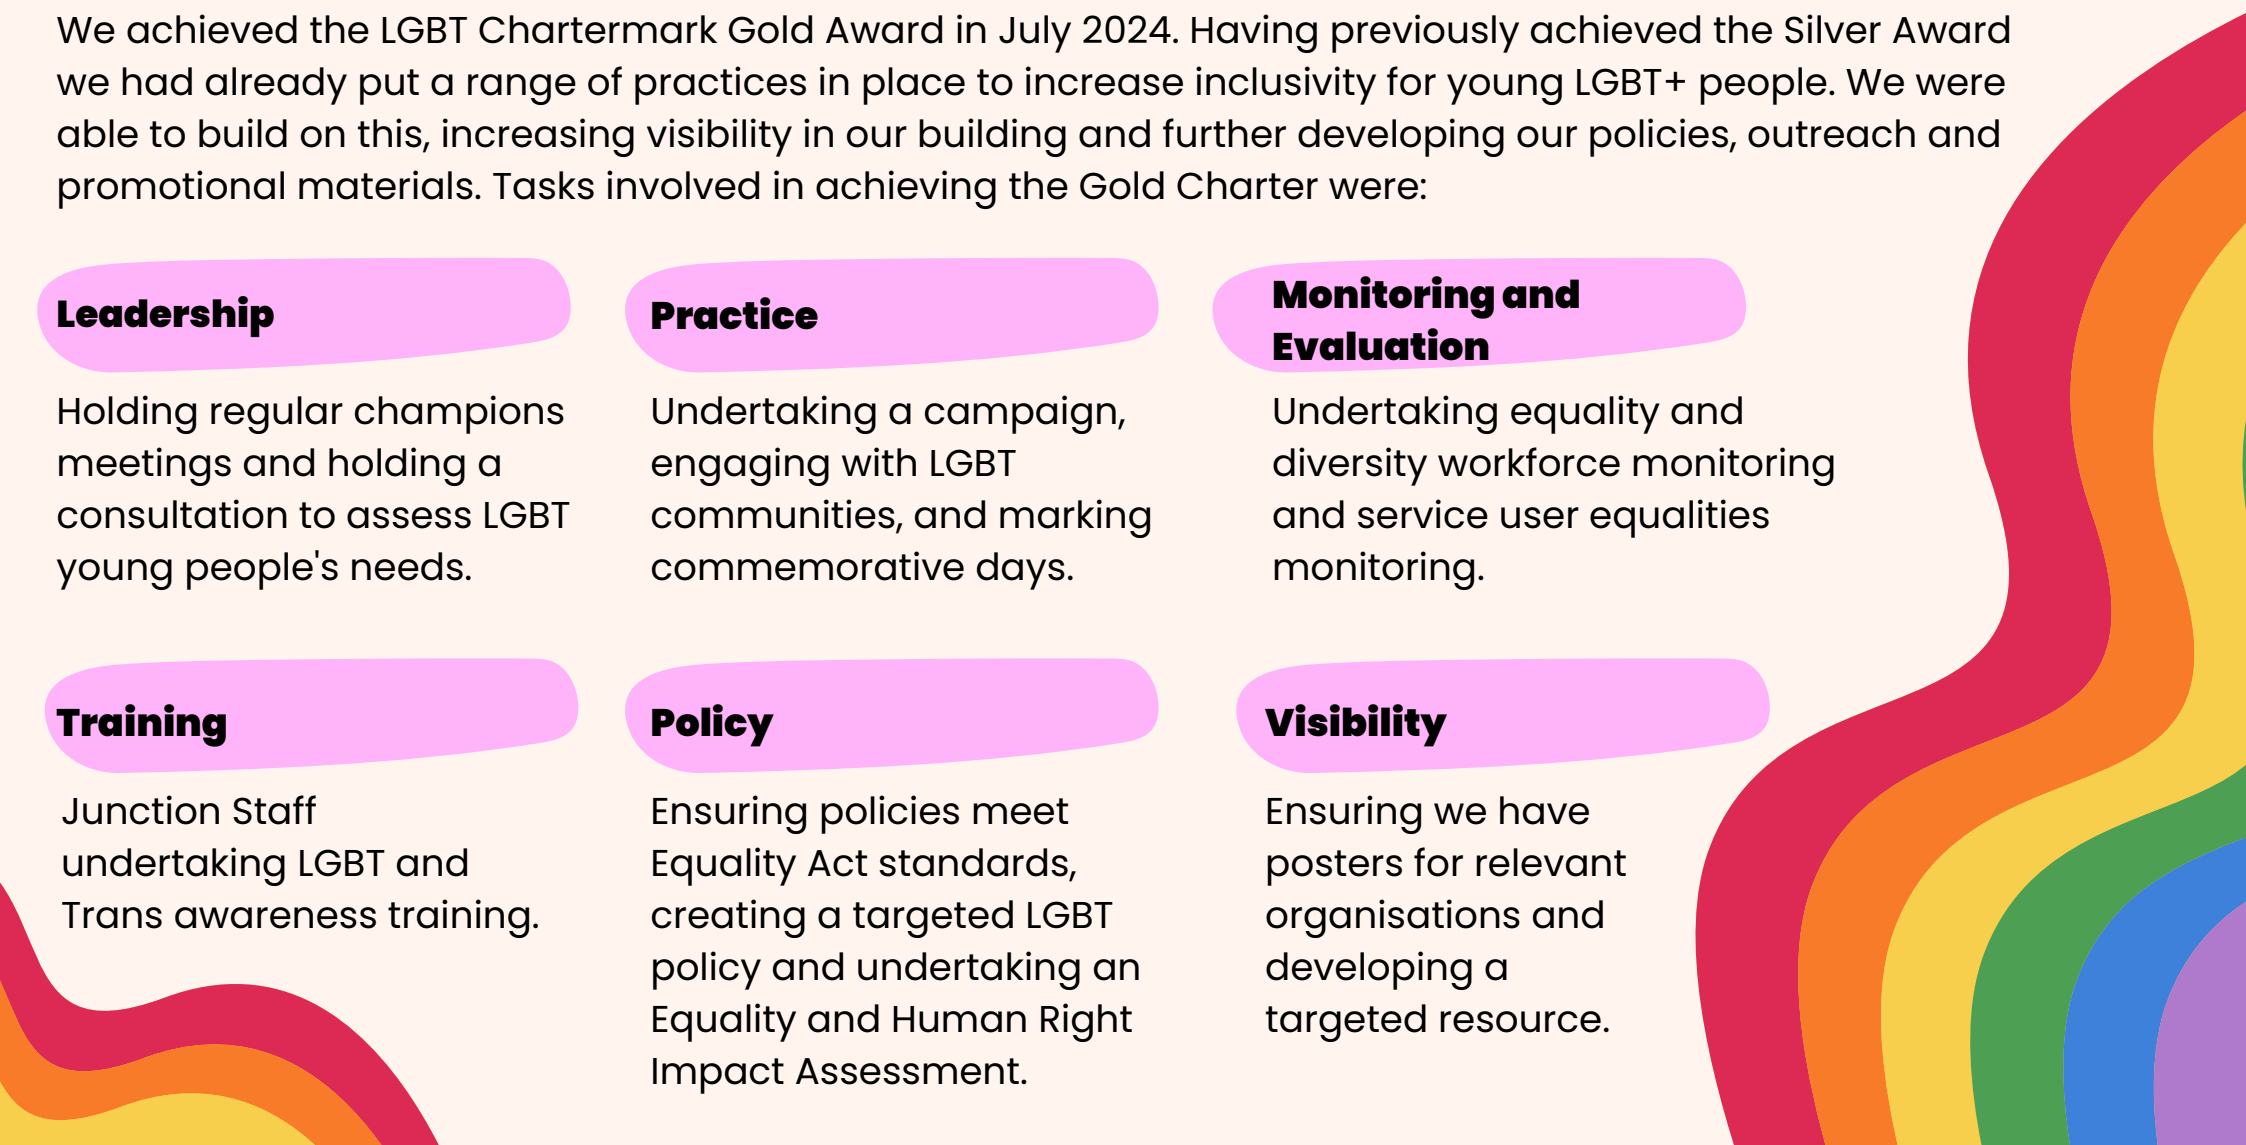 We achieved the LGBT Chartermark Gold Award in July 2024. Having previously achieved the Silver Award
we had already put a range of practices in place to increase inclusivity for young LGBT+ people. We were
able to build on this, increasing visibility in our building and further developing our policies, outreach and
promotional materials. Tasks involved in achieving the Gold Charter were:
Leadership
Holding regular champions
meetings and holding a
consultation to assess LGBT
young people's needs.
Practice
Undertaking a campaign,
engaging with LGBT
communities, and marking
commemorative days.
Monitoring and
Evaluation
Undertaking equality and
diversity workforce monitoring
and service user equalities
monitoring.
Training
Junction Staff
undertaking LGBT and
Trans awareness training.
Policy
Ensuring policies meet
Equality Act standards,
creating a targeted LGBT
policy and undertaking an
Equality and Human Right
Impact Assessment.
Visibility
Ensuring we have
posters for relevant
organisations and
developing a
targeted resource.